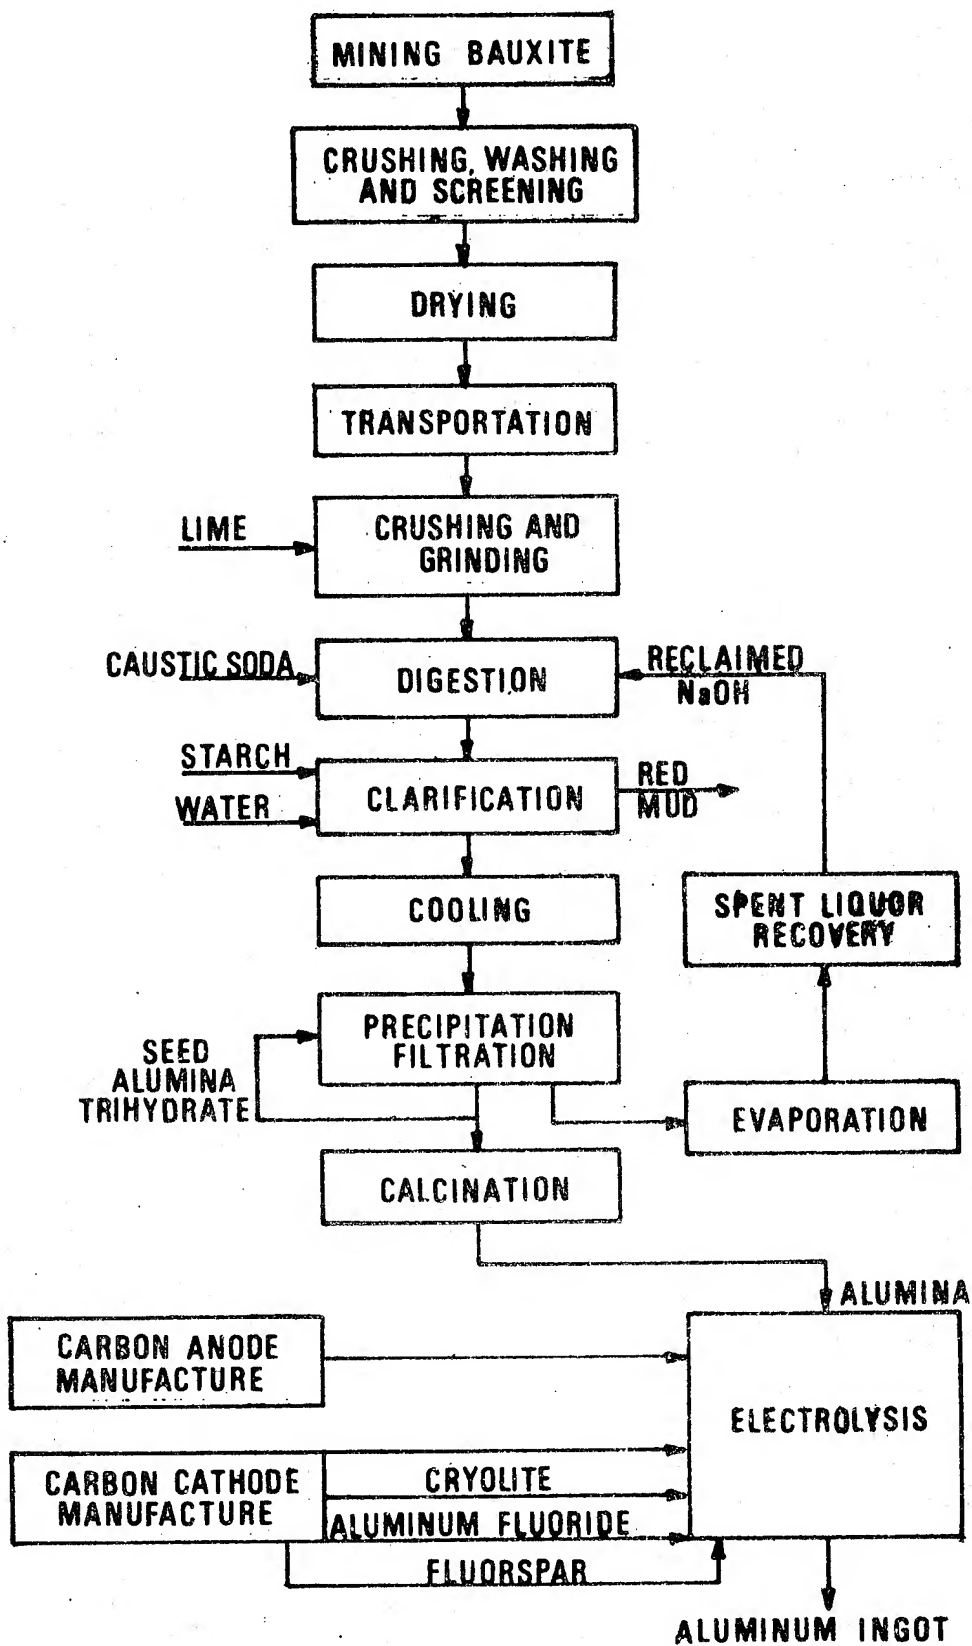 MINING BAUXITE
CRUSHING, WASHING
AND SCREENING
DRYING
TRANSPORTATION
LIME
CRUSHING AND
GRINDING
CAUSTIC SODA
DIGESTION
RECLAIMED
NaOH
STARCH
WATER
CLARIFICATION
RED
MUD
COOLING
SPENT LIQUOR
RECOVERY
PRECIPITATION
FILTRATION
SEED
ALUMINA
TRIHYDRATE
EVAPORATION
CALCINATION
ALUMINA
CARBON ANODE
MANUFACTURE
ELECTROLYSIS
CARBON CATHODE
MANUFACTURE
CRYOLITE
ALUMINUM FLUORIDE
FLUORSPAR
ALUMINUM INGOT